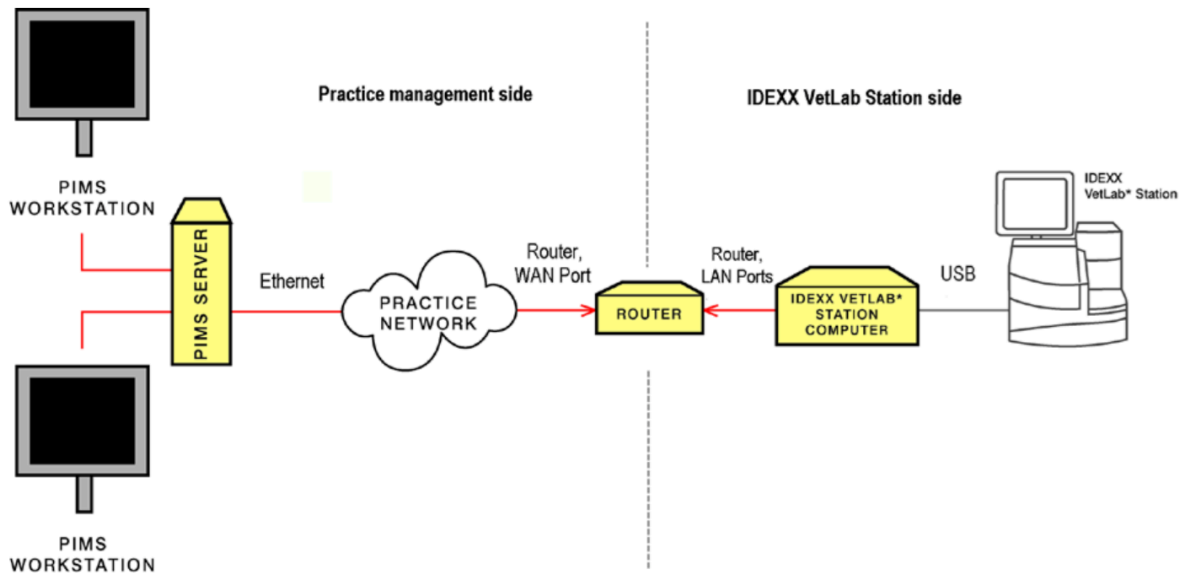 Practice management side
IDEXX VetLab Station side
PIMS
WORKSTATION
PIMS SERVER
Ethernet
PRACTICE
NETWORK
Router,
WAN Port
ROUTER
Router,
LAN Ports
IDEXX VETLAB*
STATION
COMPUTER
USB
IDEXX
VetLab* Station
PIMS
WORKSTATION